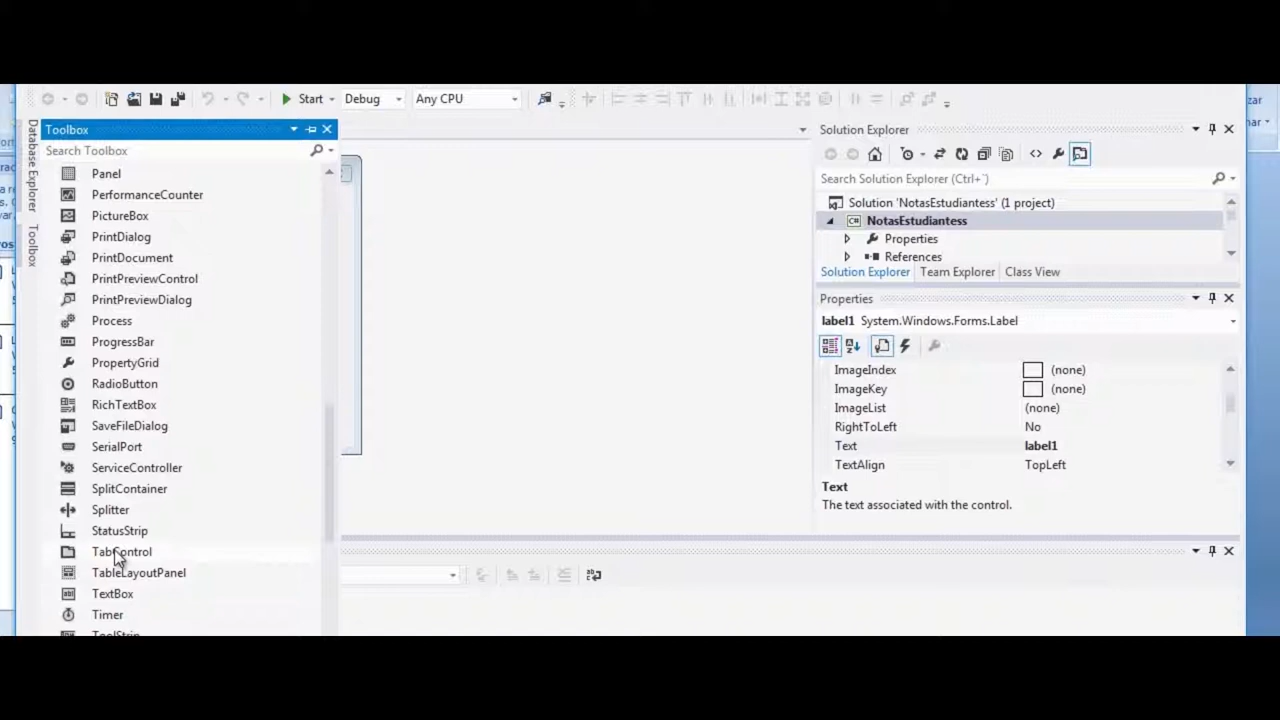 Start
Debug
Any CPU
Database Explorer
Toolbox
Toolbox
Search Toolbox
Panel
PerformanceCounter
PictureBox
PrintDialog
PrintDocument
PrintPreviewControl
PrintPreviewDialog
Process
ProgressBar
PropertyGrid
RadioButton
RichTextBox
SaveFileDialog
SerialPort
ServiceController
SplitContainer
Splitter
StatusStrip
TabControl
TableLayoutPanel
TextBox
Timer
ToolStrip
Solution Explorer
Search Solution Explorer (Ctrl+¨)
Solution 'NotasEstudiantess' (1 project)
C# NotasEstudiantess
Properties
References
Solution Explorer Team Explorer Class View
Properties
label1 System.Windows.Forms.Label
ImageIndex (none)
ImageKey (none)
ImageList (none)
RightToLeft No
Text label1
TextAlign TopLeft
Text
The text associated with the control.
zar